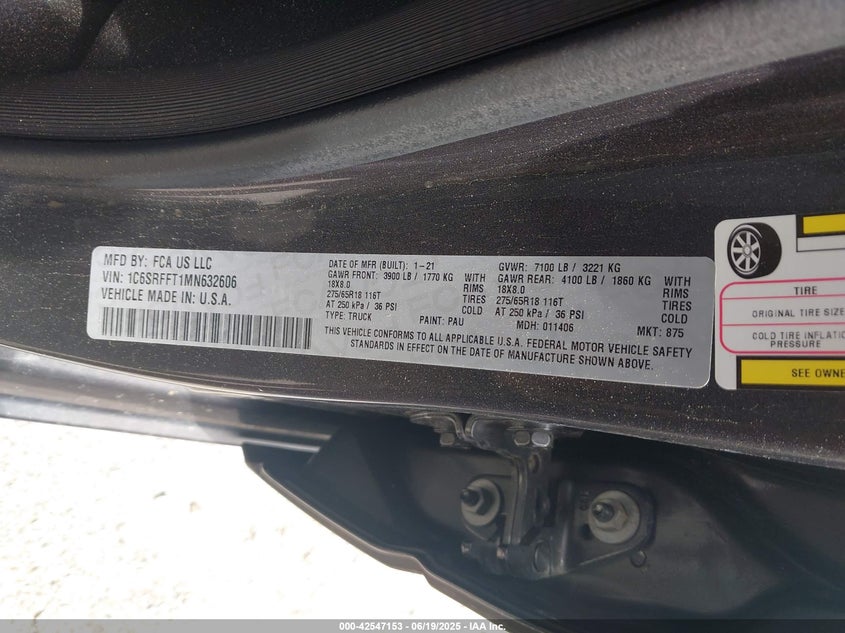 MFD BY: FCA US LLC
VIN: 1C6SRFFT1MN632606
VEHICLE MADE IN: U.S.A.
DATE OF MFR (BUILT): 1-21
GVWR: 7100 LB / 3221 KG
GAWR FRONT: 3900 LB / 1770 KG WITH
GAWR REAR: 4100 LB / 1860 KG WITH
18X8.0 RIMS
18X8.0 RIMS
275/65R18 116T TIRES
275/65R18 116T TIRES
AT 250 kPa / 36 PSI COLD
AT 250 kPa / 36 PSI COLD
TYPE: TRUCK PAINT: PAU MDH: 011406 MKT: 875
THIS VEHICLE CONFORMS TO ALL APPLICABLE U.S.A. FEDERAL MOTOR VEHICLE SAFETY
STANDARDS IN EFFECT ON THE DATE OF MANUFACTURE SHOWN ABOVE.
TIRE
ORIGINAL TIRE SIZE
COLD TIRE INFLATIO
PRESSURE
SEE OWNE
000-42547153 - 06/19/2025 - IAA Inc.